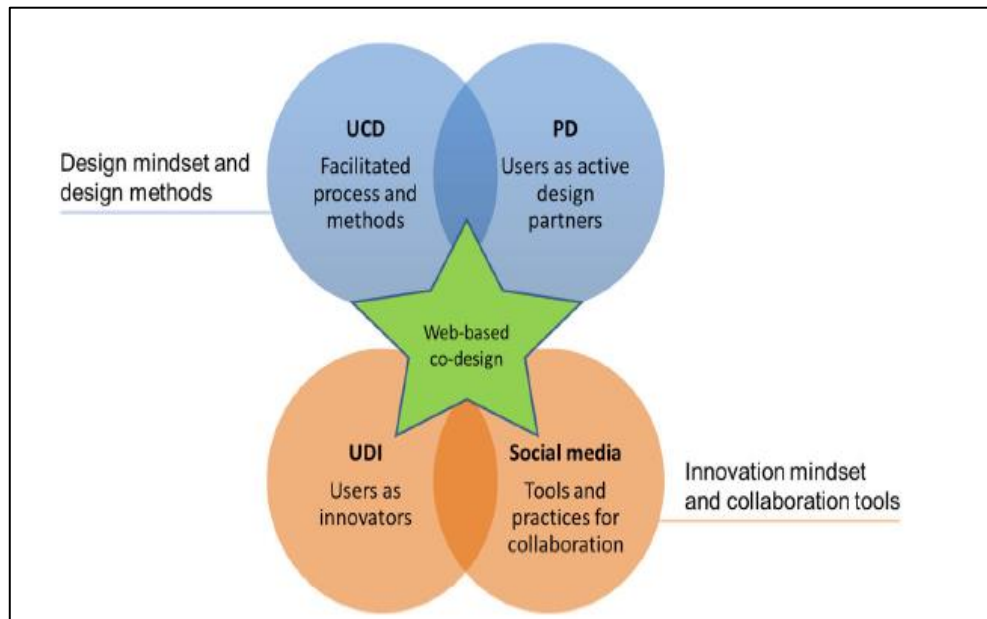 UCD
Facilitated
process and
methods
PD
Users as active
design
partners
Design mindset and
design methods
Web-based
co-design
UDI
Users as
innovators
Social media
Tools and
practices for
collaboration
Innovation mindset
and collaboration tools